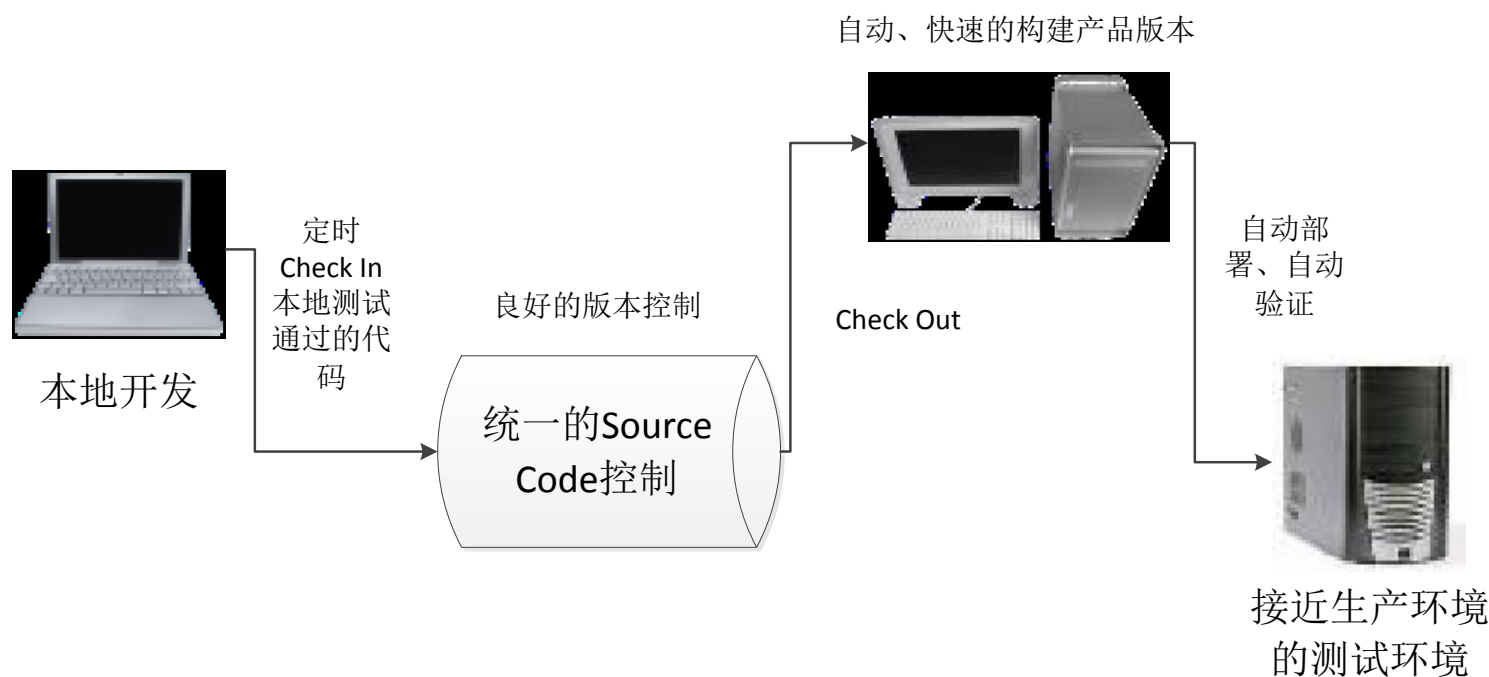 自动、快速的构建产品版本
定时
Check In
本地测试
通过的代
码
本地开发
良好的版本控制
统一的Source
Code控制
Check Out
自动部
署、自动
验证
接近生产环境
的测试环境